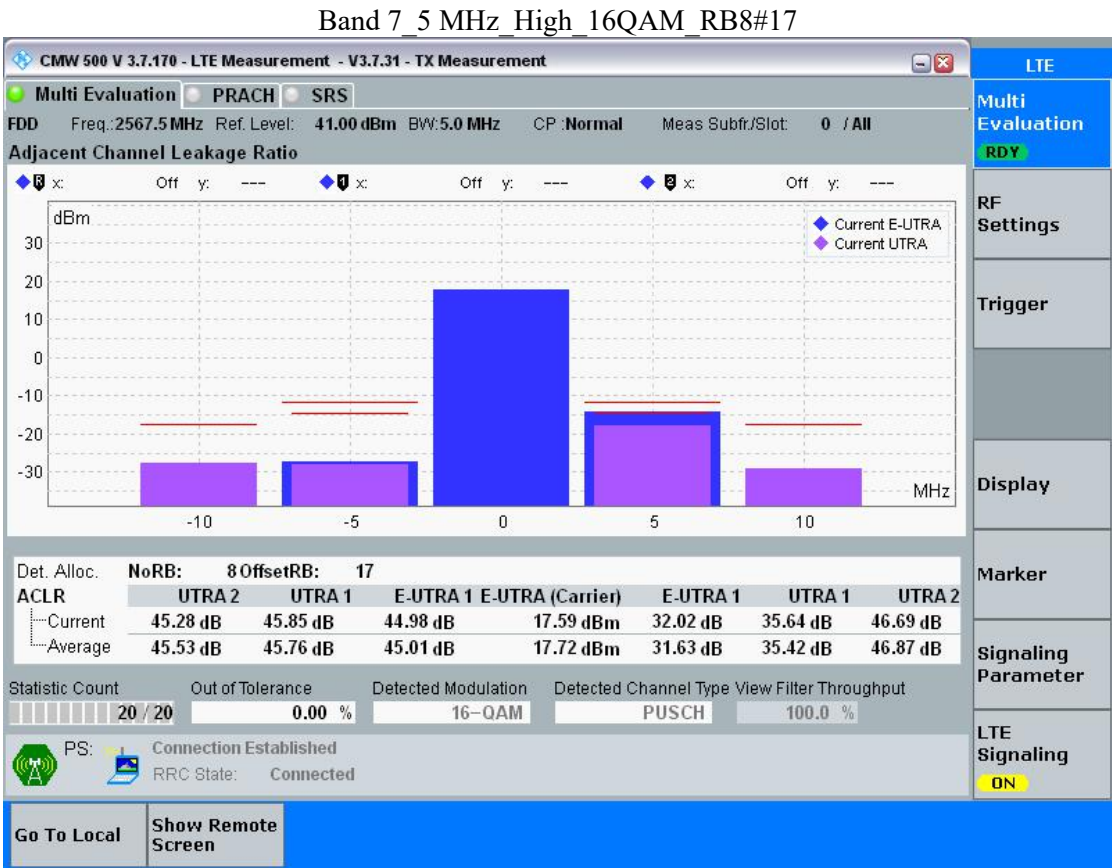 Band 7_5 MHz_High_16QAM_RB8#17
CMW 500 V 3.7.170 - LTE Measurement - V3.7.31 - TX Measurement
LTE
Multi Evaluation PRACH SRS
Multi Evaluation
RDY
FDD Freq.:2567.5 MHz Ref. Level: 41.00 dBm BW:5.0 MHz CP :Normal Meas Subfr./Slot: 0 / All
Adjacent Channel Leakage Ratio
R x: Off y: --- 1 x: Off y: --- 2 x: Off y: ---
dBm
Current E-UTRA
Current UTRA
30
20
10
0
-10
-20
-30
MHz
-10 -5 0 5 10
RF Settings
Trigger
Display
Marker
Signaling Parameter
LTE Signaling
ON
Det. Alloc. NoRB: 8 OffsetRB: 17
ACLR UTRA 2 UTRA 1 E-UTRA 1 E-UTRA (Carrier) E-UTRA 1 UTRA 1 UTRA 2
Current 45.28 dB 45.85 dB 44.98 dB 17.59 dBm 32.02 dB 35.64 dB 46.69 dB
Average 45.53 dB 45.76 dB 45.01 dB 17.72 dBm 31.63 dB 35.42 dB 46.87 dB
Statistic Count Out of Tolerance Detected Modulation Detected Channel Type View Filter Throughput
20 / 20 0.00 % 16-QAM PUSCH 100.0 %
PS: Connection Established
RRC State: Connected
Go To Local
Show Remote Screen